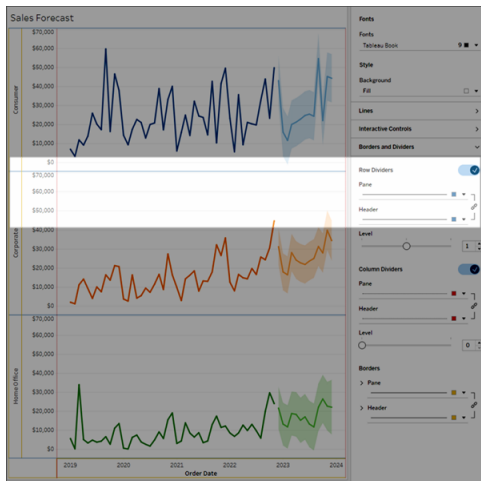 Sales Forecast
Consumer
$70,000
$60,000
$50,000
$40,000
$30,000
$20,000
$10,000
$0
Corporate
$70,000
$60,000
$50,000
$40,000
$30,000
$20,000
$10,000
$0
Home Office
$70,000
$60,000
$50,000
$40,000
$30,000
$20,000
$10,000
$0
2019 2020 2021 2022 2023 2024
Order Date
Fonts
Fonts
Tableau Book 9
Style
Background
Fill
Lines
Interactive Controls
Borders and Dividers
Row Dividers
Pane
Header
Level
1
Column Dividers
Pane
Header
Level
0
Borders
Pane
Header